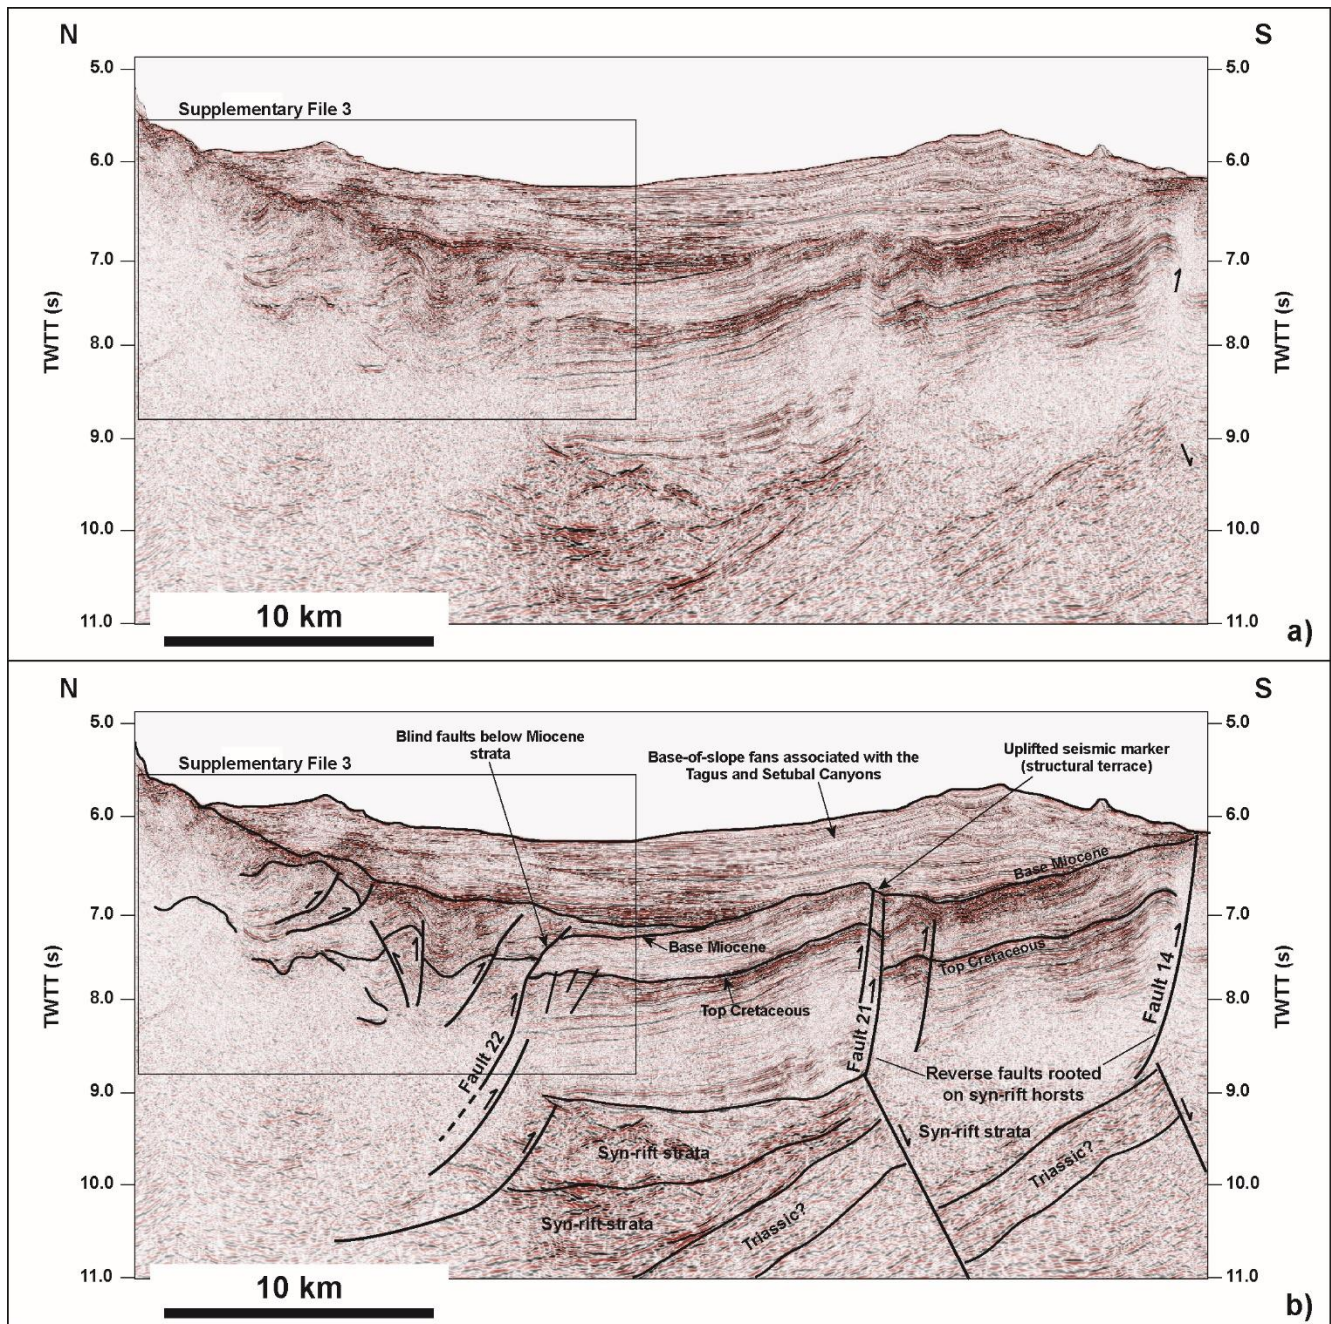 N
S
5.0
5.0
Supplementary File 3
6.0
6.0
7.0
7.0
TWTT (s)
TWTT (s)
8.0
8.0
9.0
9.0
10.0
10.0
11.0
11.0
10 km
a)
N
S
5.0
5.0
Blind faults below Miocene
strata
Base-of-slope fans associated with the
Tagus and Setubal Canyons
Uplifted seismic marker
(structural terrace)
Supplementary File 3
6.0
6.0
Base Miocene
7.0
7.0
Base Miocene
Top Cretaceous
TWTT (s)
TWTT (s)
8.0
8.0
Top Cretaceous
Fault 22
Fault 21
Fault 14
Reverse faults rooted
on syn-rift horsts
9.0
9.0
Syn-rift strata
Syn-rift strata
Triassic?
10.0
10.0
Syn-rift strata
Triassic?
11.0
11.0
10 km
b)